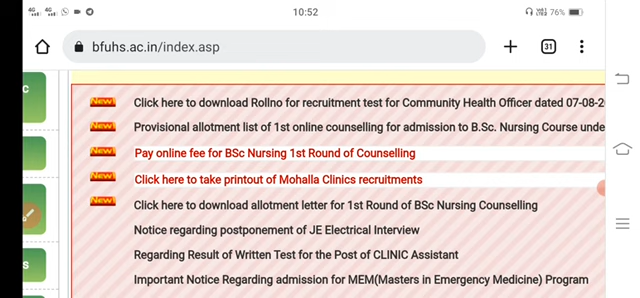 4G 4G 10:52 76%
bfuhs.ac.in/index.asp 31
New Click here to download Rollno for recruitment test for Community Health Officer dated 07-08-2
New Provisional allotment list of 1st online counselling for admission to B.Sc. Nursing Course unde
New Pay online fee for BSc Nursing 1st Round of Counselling
New Click here to take printout of Mohalla Clinics recruitments
New Click here to download allotment letter for 1st Round of BSc Nursing Counselling
Notice regarding postponement of JE Electrical Interview
Regarding Result of Written Test for the Post of CLINIC Assistant
Important Notice Regarding admission for MEM(Masters in Emergency Medicine) Program